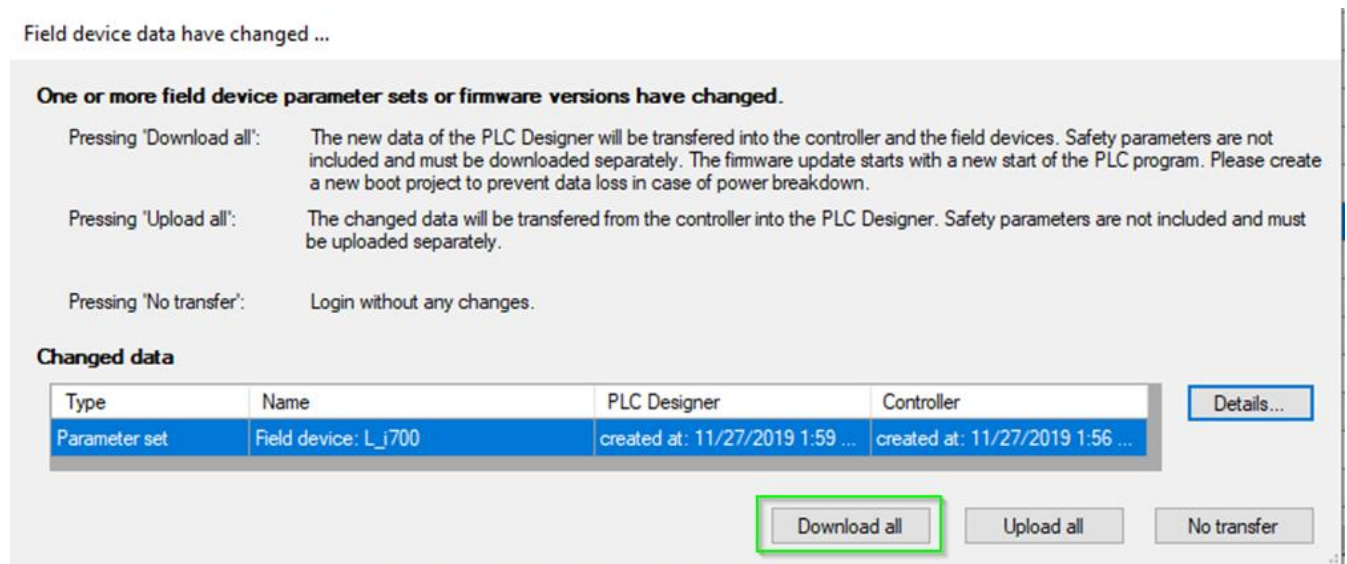 Field device data have changed ...
One or more field device parameter sets or firmware versions have changed.
Pressing 'Download all': The new data of the PLC Designer will be transfered into the controller and the field devices. Safety parameters are not
included and must be downloaded separately. The firmware update starts with a new start of the PLC program. Please create
a new boot project to prevent data loss in case of power breakdown.
Pressing 'Upload all': The changed data will be transfered from the controller into the PLC Designer. Safety parameters are not included and must
be uploaded separately.
Pressing 'No transfer': Login without any changes.
Changed data
Type Name PLC Designer Controller Details...
Parameter set Field device: L_i700 created at: 11/27/2019 1:59 ... created at: 11/27/2019 1:56 ...
Download all Upload all No transfer